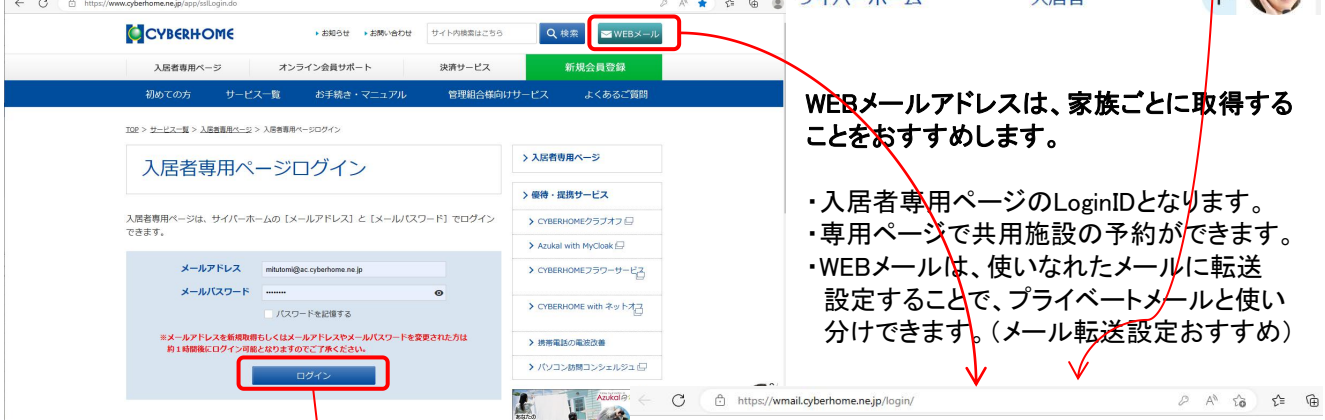 https://www.cyberhome.ne.jp/app/sslLogin.do
CYBERHOME
お知らせ
お問い合わせ
サイト内検索はこちら
検索
WEBメール
入居者専用ページ
オンライン会員サポート
決済サービス
新規会員登録
初めての方
サービス一覧
お手続き・マニュアル
管理組合様向けサービス
よくあるご質問
TOP > サービス一覧 > 入居者専用ページ > 入居者専用ページログイン
入居者専用ページログイン
入居者専用ページは、サイバーホームの［メールアドレス］と［メールパスワード］でログイン
できます。
メールアドレス
mitutomi@ac.cyberhome.ne.jp
メールパスワード
パスワードを記憶する
※メールアドレスを新規取得もしくはメールアドレスやメールパスワードを変更された方は
約１時間後にログイン可能となりますのでご了承ください。
ログイン
> 入居者専用ページ
> 優待・提携サービス
> CYBERHOMEクラブオフ
> Azukal with MyCloak
> CYBERHOMEフラワーサービス
> CYBERHOME with ネットオフ
> 携帯電話の電波改善
> パソコン訪問コンシェルジュ
WEBメールアドレスは、家族ごとに取得する
ことをおすすめします。
・入居者専用ページのLoginIDとなります。
・専用ページで共用施設の予約ができます。
・WEBメールは、使いなれたメールに転送
設定することで、プライベートメールと使い
分けできます。（メール転送設定おすすめ）
https://wmail.cyberhome.ne.jp/login/